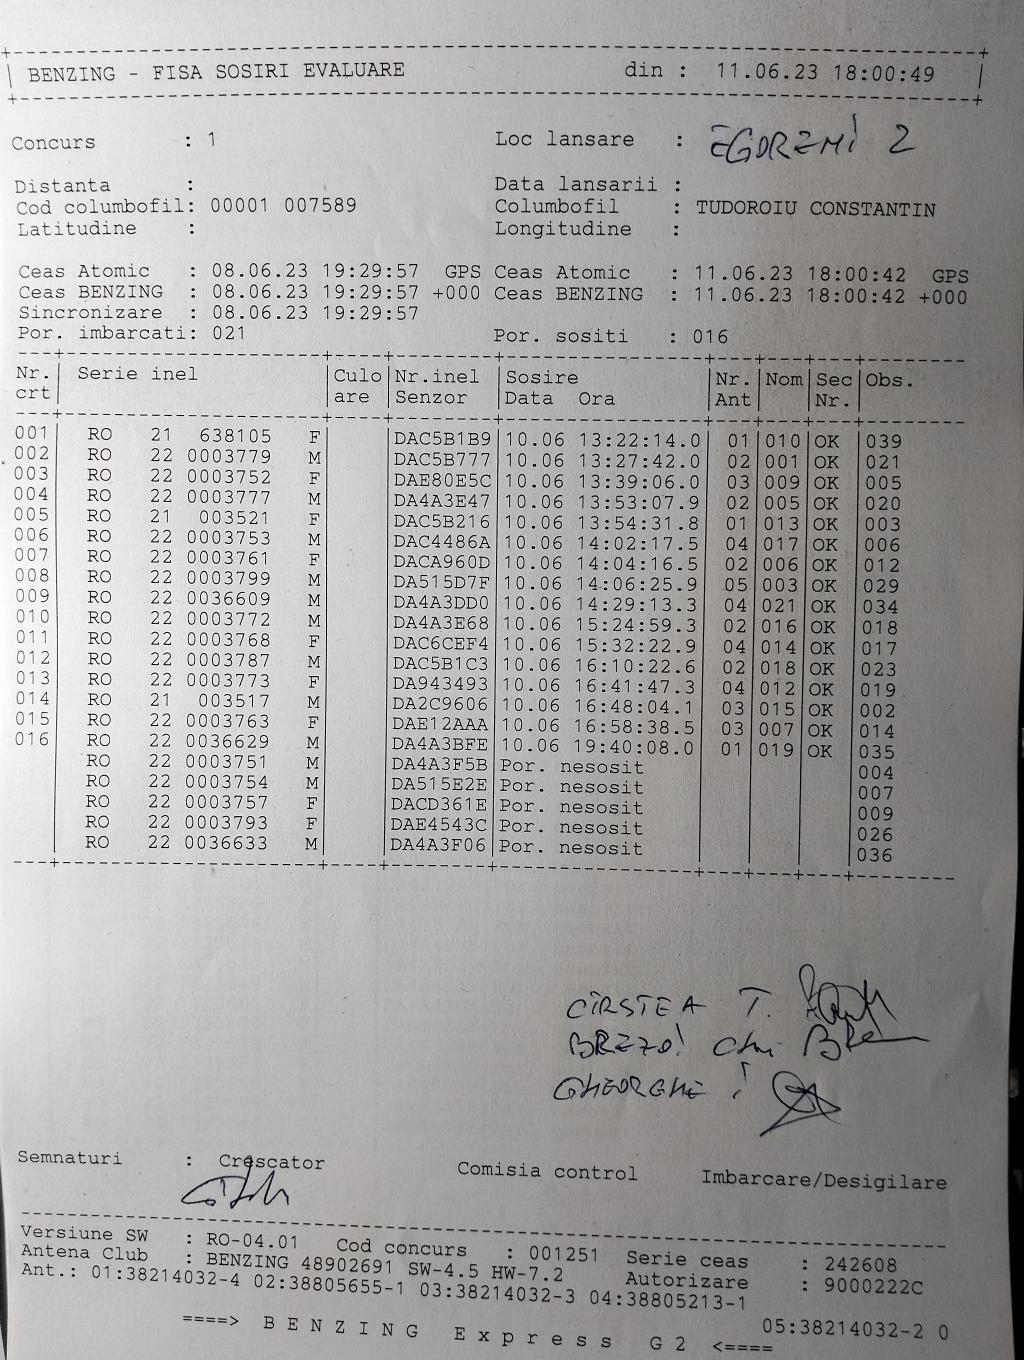 BENZING - FISA SOSIRI EVALUARE din : 11.06.23 18:00:49
Concurs : 1 Loc lansare : EGOREMI 2
Distanta : Data lansarii :
Cod columbofil: 00001 007589 Columbofil : TUDOROIU CONSTANTIN
Latitudine : Longitudine :
Ceas Atomic : 08.06.23 19:29:57 GPS Ceas Atomic : 11.06.23 18:00:42 GPS
Ceas BENZING : 08.06.23 19:29:57 +000 Ceas BENZING : 11.06.23 18:00:42 +000
Sincronizare : 08.06.23 19:29:57
Por. imbarcati: 021 Por. sositi : 016
Nr. Serie inel Culo Nr.inel Sosire Nr. Nom Sec Obs.
crt are Senzor Data Ora Ant Nr.
001 RO 21 638105 F DAC5B1B9 10.06 13:22:14.0 01 010 OK 039
002 RO 22 0003779 M DAC5B777 10.06 13:27:42.0 02 001 OK 021
003 RO 22 0003752 F DAE80E5C 10.06 13:39:06.0 03 009 OK 005
004 RO 22 0003777 M DA4A3E47 10.06 13:53:07.9 02 005 OK 020
005 RO 21 003521 F DAC5B216 10.06 13:54:31.8 01 013 OK 003
006 RO 22 0003753 M DAC4486A 10.06 14:02:17.5 04 017 OK 006
007 RO 22 0003761 F DACA960D 10.06 14:04:16.5 02 006 OK 012
008 RO 22 0003799 M DA515D7F 10.06 14:06:25.9 05 003 OK 029
009 RO 22 0036609 M DA4A3DD0 10.06 14:29:13.3 04 021 OK 034
010 RO 22 0003772 M DA4A3E68 10.06 15:24:59.3 02 016 OK 018
011 RO 22 0003768 F DAC6CEF4 10.06 15:32:22.9 04 014 OK 017
012 RO 22 0003787 M DAC5B1C3 10.06 16:10:22.6 02 018 OK 023
013 RO 22 0003773 F DA943493 10.06 16:41:47.3 04 012 OK 019
014 RO 21 003517 M DA2C9606 10.06 16:48:04.1 03 015 OK 002
015 RO 22 0003763 F DAE12AAA 10.06 16:58:38.5 03 007 OK 014
016 RO 22 0036629 M DA4A3BFE 10.06 19:40:08.0 01 019 OK 035
RO 22 0003751 M DA4A3F5B Por. nesosit 004
RO 22 0003754 M DA515E2E Por. nesosit 007
RO 22 0003757 F DACD361E Por. nesosit 009
RO 22 0003793 F DAE4543C Por. nesosit 026
RO 22 0036633 M DA4A3F06 Por. nesosit 036
CÎRSTEA T.
BREZOI
GHEORGHE I
Semnaturi : Crescator Comisia control Imbarcare/Desigilare
Versiune SW : RO-04.01 Cod concurs : 001251 Serie ceas : 242608
Antena Club : BENZING 48902691 SW-4.5 HW-7.2 Autorizare : 9000222C
Ant.: 01:38214032-4 02:38805655-1 03:38214032-3 04:38805213-1
05:38214032-2 0
====> B E N Z I N G E x p r e s s G 2 <====